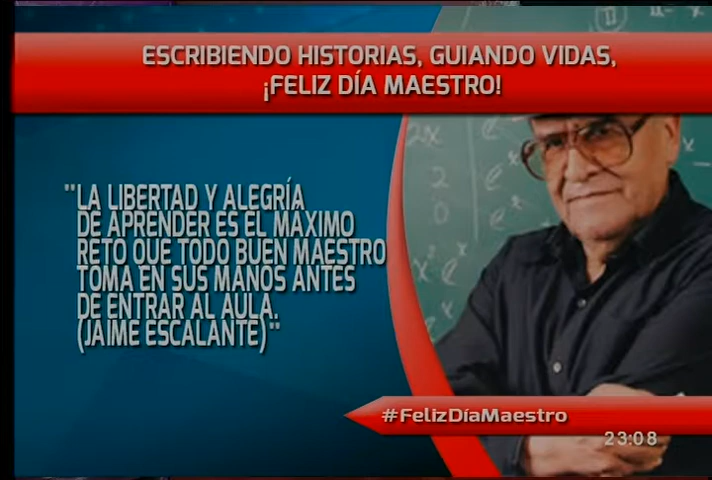 ESCRIBIENDO HISTORIAS, GUIANDO VIDAS,
¡FELIZ DÍA MAESTRO!
"LA LIBERTAD Y ALEGRÍA
DE APRENDER ES EL MÁXIMO
RETO QUE TODO BUEN MAESTRO
TOMA EN SUS MANOS ANTES
DE ENTRAR AL AULA.
(JAIME ESCALANTE)"
#FelizDíaMaestro
23:08